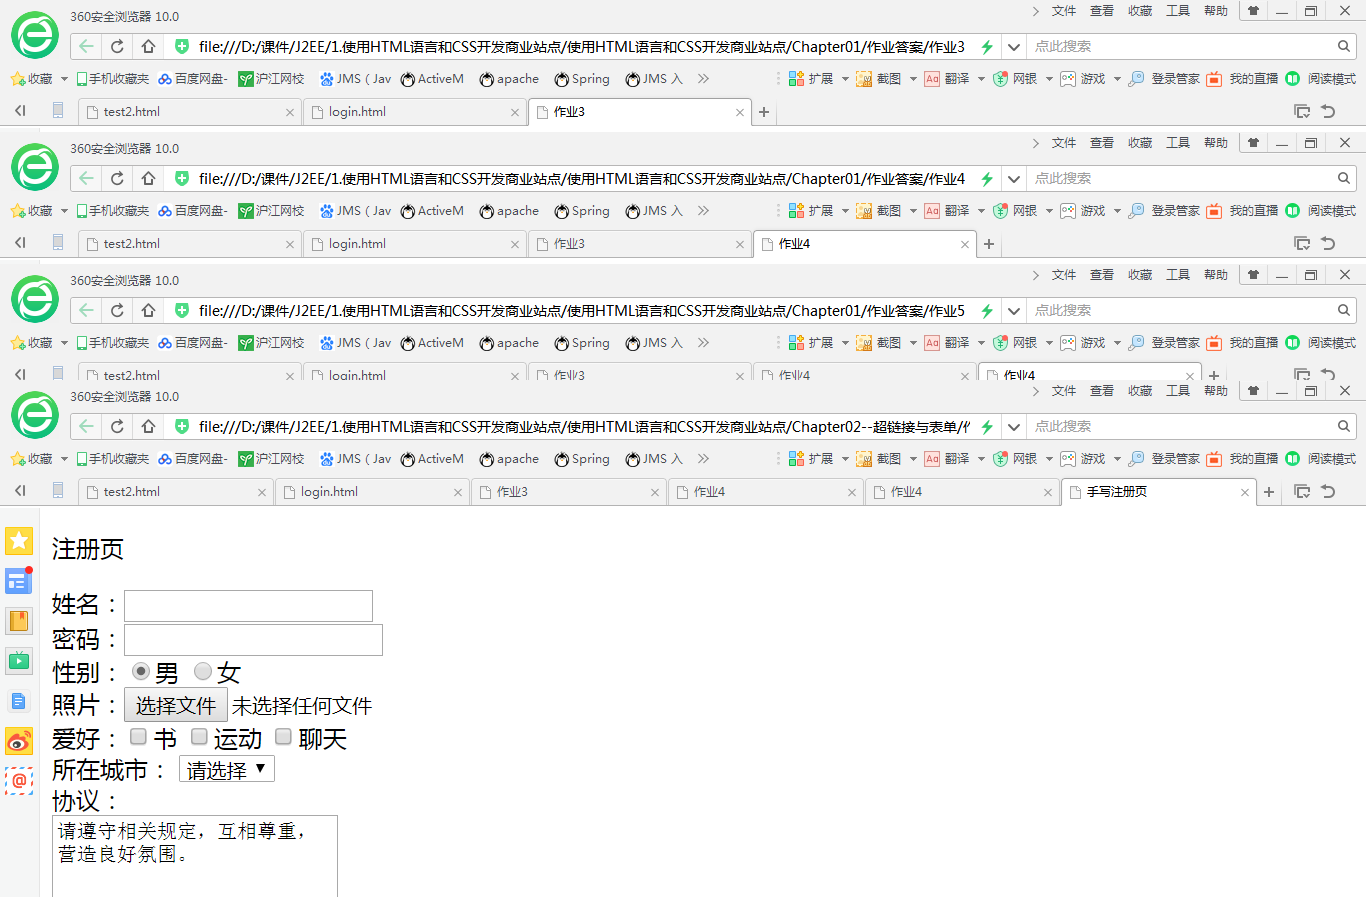 360安全浏览器 10.0 文件 查看 收藏 工具 帮助
file:///D:/课件/J2EE/1.使用HTML语言和CSS开发商业站点/使用HTML语言和CSS开发商业站点/Chapter01/作业答案/作业3 点此搜索
收藏 手机收藏夹 百度网盘- 沪江网校 JMS ( Jav ActiveM apache Spring JMS 入 >> 扩展 截图 翻译 网银 游戏 登录管家 我的直播 阅读模式
test2.html login.html 作业3
360安全浏览器 10.0 文件 查看 收藏 工具 帮助
file:///D:/课件/J2EE/1.使用HTML语言和CSS开发商业站点/使用HTML语言和CSS开发商业站点/Chapter01/作业答案/作业4 点此搜索
收藏 手机收藏夹 百度网盘- 沪江网校 JMS ( Jav ActiveM apache Spring JMS 入 >> 扩展 截图 翻译 网银 游戏 登录管家 我的直播 阅读模式
test2.html login.html 作业3 作业4
360安全浏览器 10.0 文件 查看 收藏 工具 帮助
file:///D:/课件/J2EE/1.使用HTML语言和CSS开发商业站点/使用HTML语言和CSS开发商业站点/Chapter01/作业答案/作业5 点此搜索
收藏 手机收藏夹 百度网盘- 沪江网校 JMS ( Jav ActiveM apache Spring JMS 入 >> 扩展 截图 翻译 网银 游戏 登录管家 我的直播 阅读模式
test2.html login.html 作业3 作业4 作业4
360安全浏览器 10.0 文件 查看 收藏 工具 帮助
file:///D:/课件/J2EE/1.使用HTML语言和CSS开发商业站点/使用HTML语言和CSS开发商业站点/Chapter02--超链接与表单/作 点此搜索
收藏 手机收藏夹 百度网盘- 沪江网校 JMS ( Jav ActiveM apache Spring JMS 入 >> 扩展 截图 翻译 网银 游戏 登录管家 我的直播 阅读模式
test2.html login.html 作业3 作业4 作业4 手写注册页
注册页
姓名：
密码：
性别： 男 女
照片：选择文件 未选择任何文件
爱好： 书 运动 聊天
所在城市： 请选择
协议：
请遵守相关规定，互相尊重，
营造良好氛围。